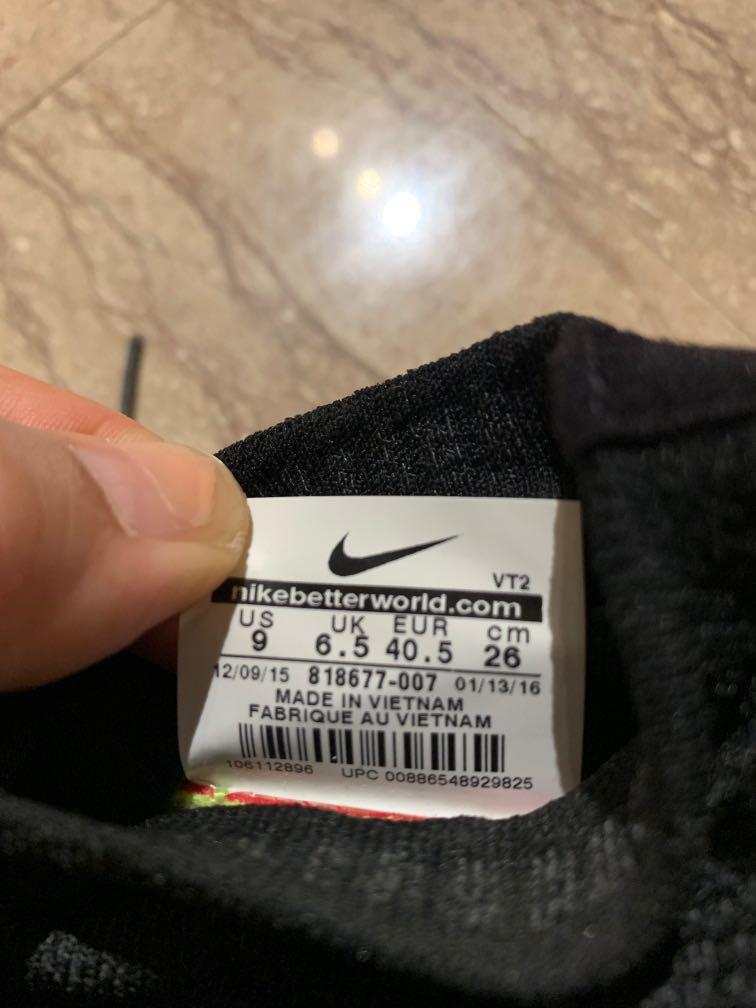 VT2
nikebetterworld.com
US UK EUR cm
9 6.5 40.5 26
12/09/15 818677-007 01/13/16
MADE IN VIETNAM
FABRIQUE AU VIETNAM
106112896 UPC 00886548929825